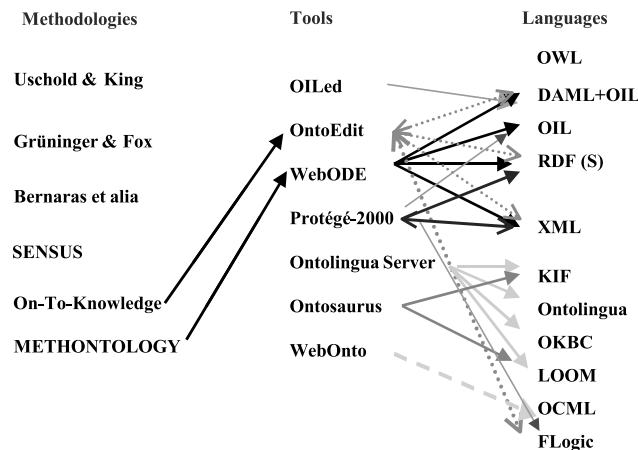 Methodologies
Tools
Languages
Uschold & King
Grüninger & Fox
Bernaras et alia
SENSUS
On-To-Knowledge
METHONTOLOGY
OILed
OntoEdit
WebODE
Protégé-2000
Ontolingua Server
Ontosaurus
WebOnto
OWL
DAML+OIL
OIL
RDF (S)
XML
KIF
Ontolingua
OKBC
LOOM
OCML
FLogic